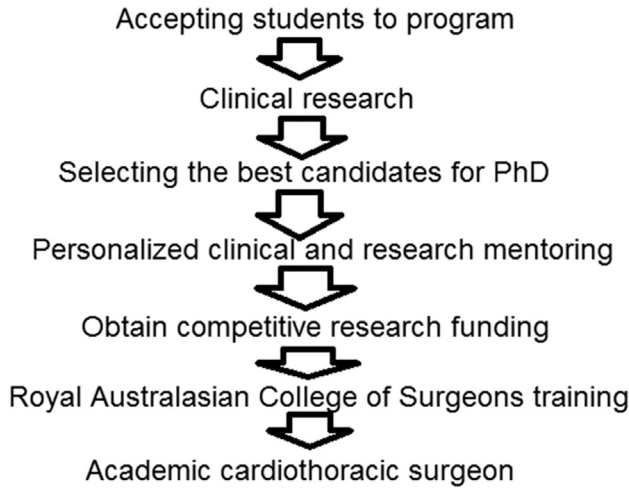 Accepting students to program
Clinical research
Selecting the best candidates for PhD
Personalized clinical and research mentoring
Obtain competitive research funding
Royal Australasian College of Surgeons training
Academic cardiothoracic surgeon